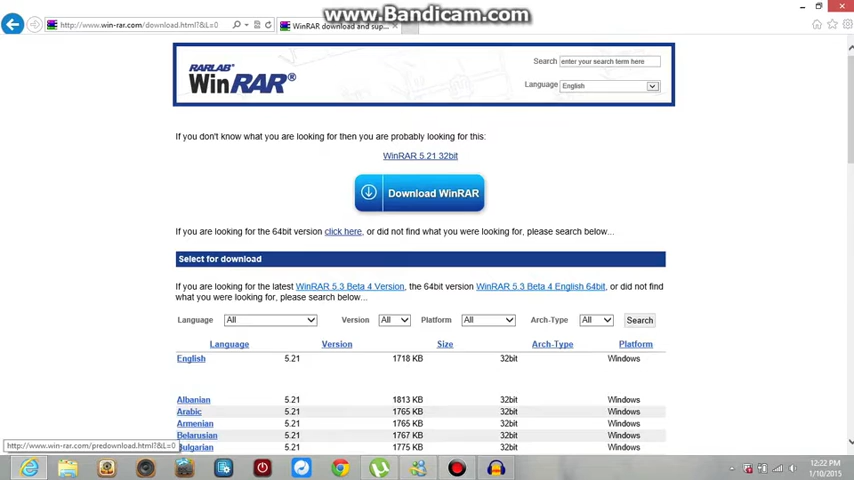 www.Bandicam.com
http://www.win-rar.com/download.html?&L=0
WinRAR download and sup...
RARLAB®
WinRAR®
Search
enter your search term here
Language
English
If you don't know what you are looking for then you are probably looking for this:
WinRAR 5.21 32bit
Download WinRAR
If you are looking for the 64bit version click here, or did not find what you were looking for, please search below...
Select for download
If you are looking for the latest WinRAR 5.3 Beta 4 Version, the 64bit version WinRAR 5.3 Beta 4 English 64bit, or did not find
what you were looking for, please search below...
Language All Version All Platform All Arch-Type All Search
Language Version Size Arch-Type Platform
English 5.21 1718 KB 32bit Windows
Albanian 5.21 1813 KB 32bit Windows
Arabic 5.21 1765 KB 32bit Windows
Armenian 5.21 1765 KB 32bit Windows
Belarusian 5.21 1767 KB 32bit Windows
Bulgarian 5.21 1775 KB 32bit Windows
http://www.win-rar.com/predownload.html?&L=0
12:22 PM
1/10/2015